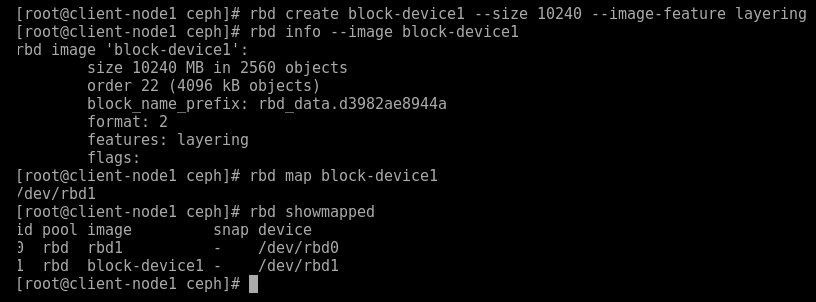 [root@client-node1 ceph]# rbd create block-device1 --size 10240 --image-feature layering
[root@client-node1 ceph]# rbd info --image block-device1
rbd image 'block-device1':
        size 10240 MB in 2560 objects
        order 22 (4096 kB objects)
        block_name_prefix: rbd_data.d3982ae8944a
        format: 2
        features: layering
        flags:
[root@client-node1 ceph]# rbd map block-device1
/dev/rbd1
[root@client-node1 ceph]# rbd showmapped
id pool image         snap device
0  rbd  rbd1          -    /dev/rbd0
1  rbd  block-device1 -    /dev/rbd1
[root@client-node1 ceph]#